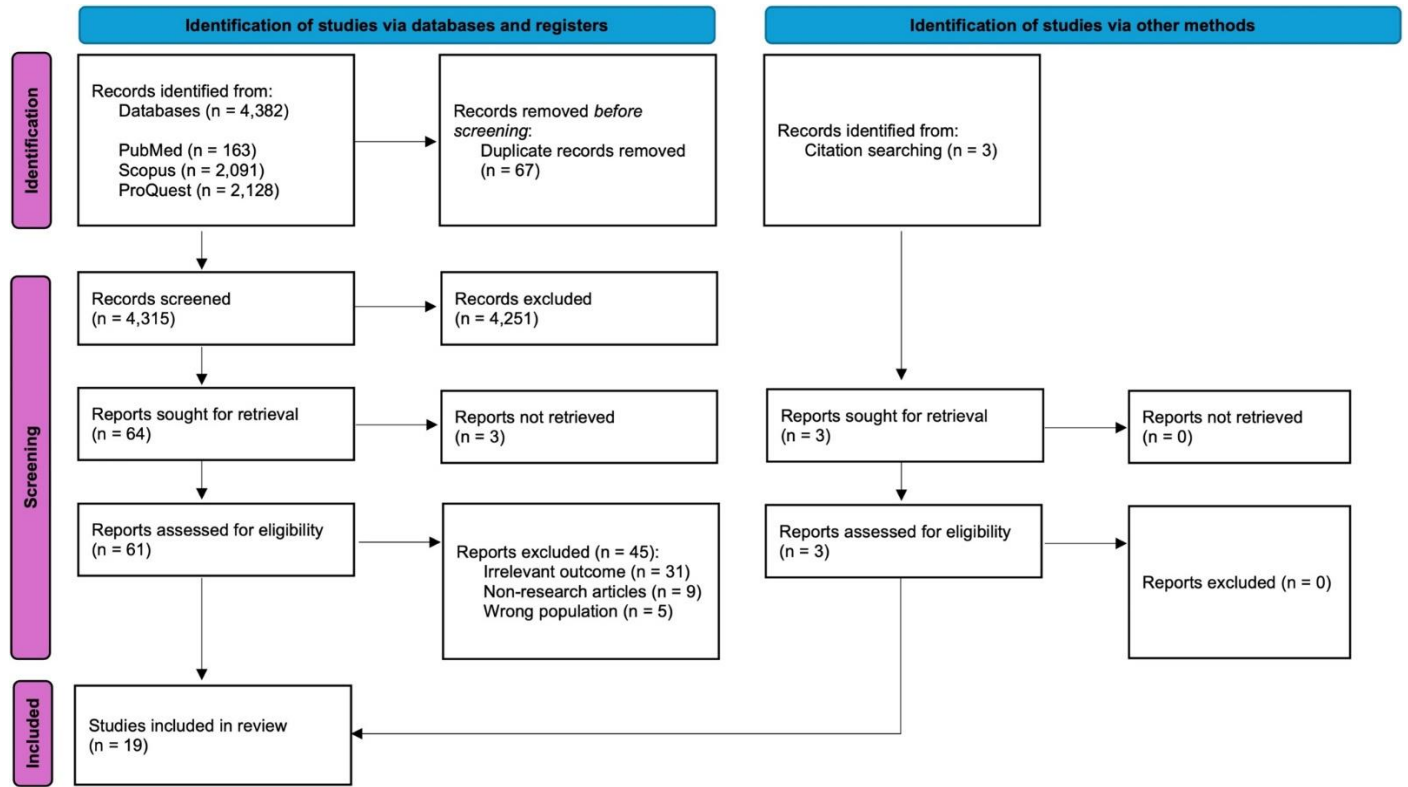 Identification of studies via databases and registers
Identification of studies via other methods
Identification
Records identified from:
Databases (n = 4,382)
PubMed (n = 163)
Scopus (n = 2,091)
ProQuest (n = 2,128)
Records removed before
screening:
Duplicate records removed
(n = 67)
Records identified from:
Citation searching (n = 3)
Screening
Records screened
(n = 4,315)
Records excluded
(n = 4,251)
Reports sought for retrieval
(n = 64)
Reports not retrieved
(n = 3)
Reports sought for retrieval
(n = 3)
Reports not retrieved
(n = 0)
Reports assessed for eligibility
(n = 61)
Reports excluded (n = 45):
Irrelevant outcome (n = 31)
Non-research articles (n = 9)
Wrong population (n = 5)
Reports assessed for eligibility
(n = 3)
Reports excluded (n = 0)
Included
Studies included in review
(n = 19)